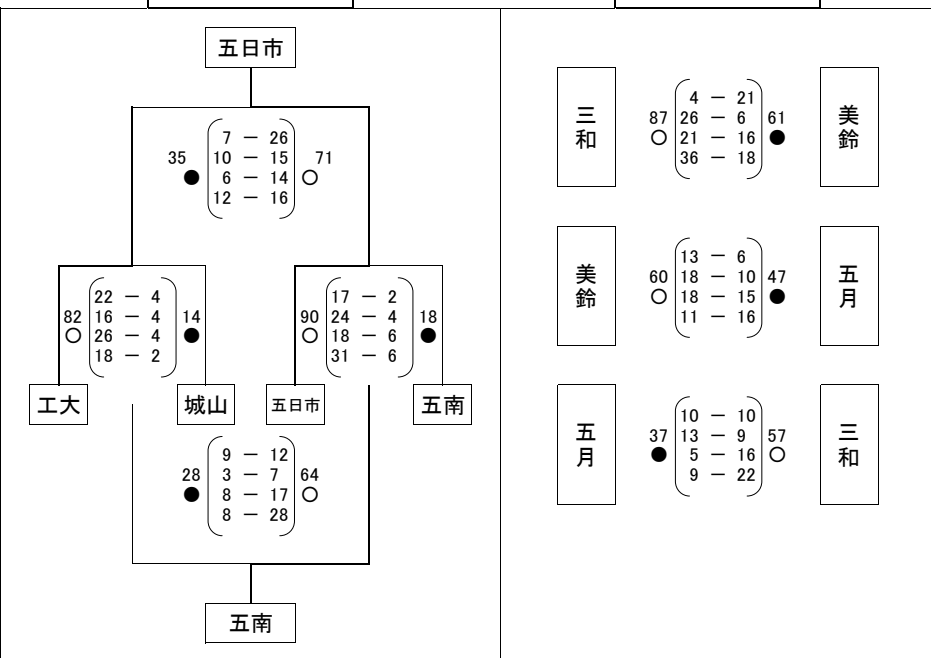 五日市
35 ● 7 － 26 10 － 15 6 － 14 12 － 16 ○ 71
82 ○ 22 － 4 16 － 4 26 － 4 18 － 2 ● 14
90 ○ 17 － 2 24 － 4 18 － 6 31 － 6 ● 18
工大 城山 五日市 五南
28 ● 9 － 12 3 － 7 8 － 17 8 － 28 ○ 64
五南
三和 87 ○ 4 － 21 26 － 6 21 － 16 36 － 18 61 ● 美鈴
美鈴 60 ○ 13 － 6 18 － 10 18 － 15 11 － 16 47 ● 五月
五月 37 ● 10 － 10 13 － 9 5 － 16 9 － 22 57 ○ 三和